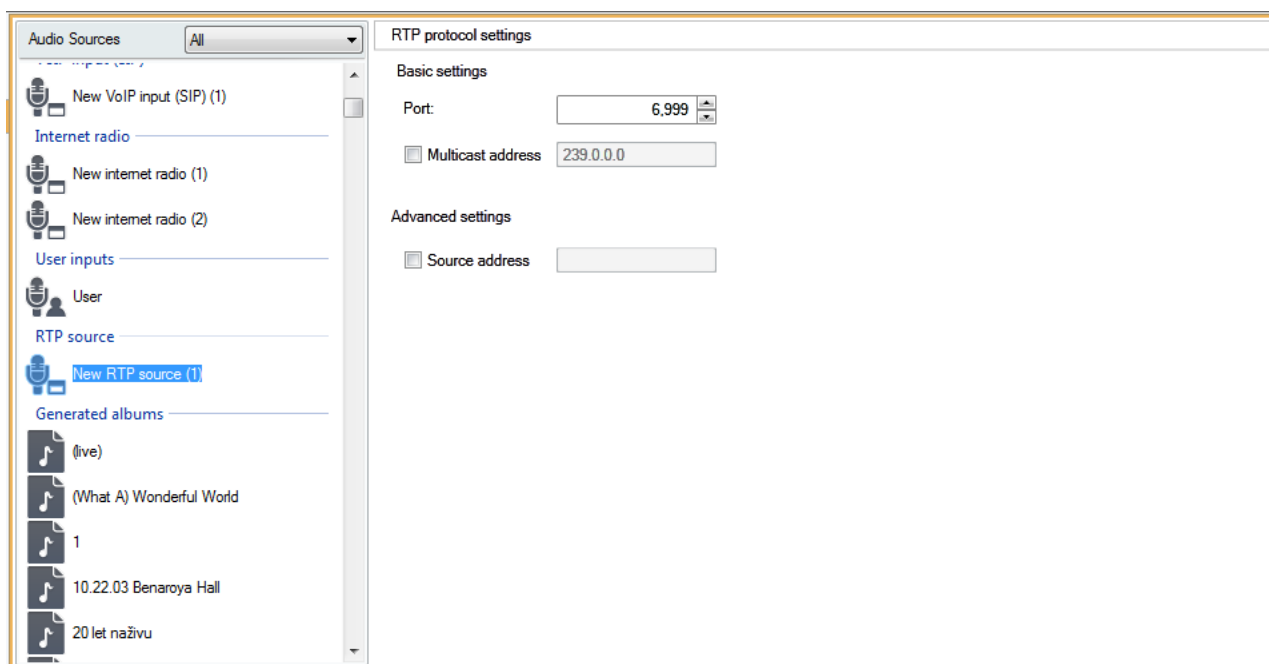 Audio Sources
All
New VoIP input (SIP) (1)
Internet radio
New internet radio (1)
New internet radio (2)
User inputs
User
RTP source
New RTP source (1)
Generated albums
(live)
(What A) Wonderful World
1
10.22.03 Benaroya Hall
20 let naživu
RTP protocol settings
Basic settings
Port:
6,999
Multicast address
239.0.0.0
Advanced settings
Source address